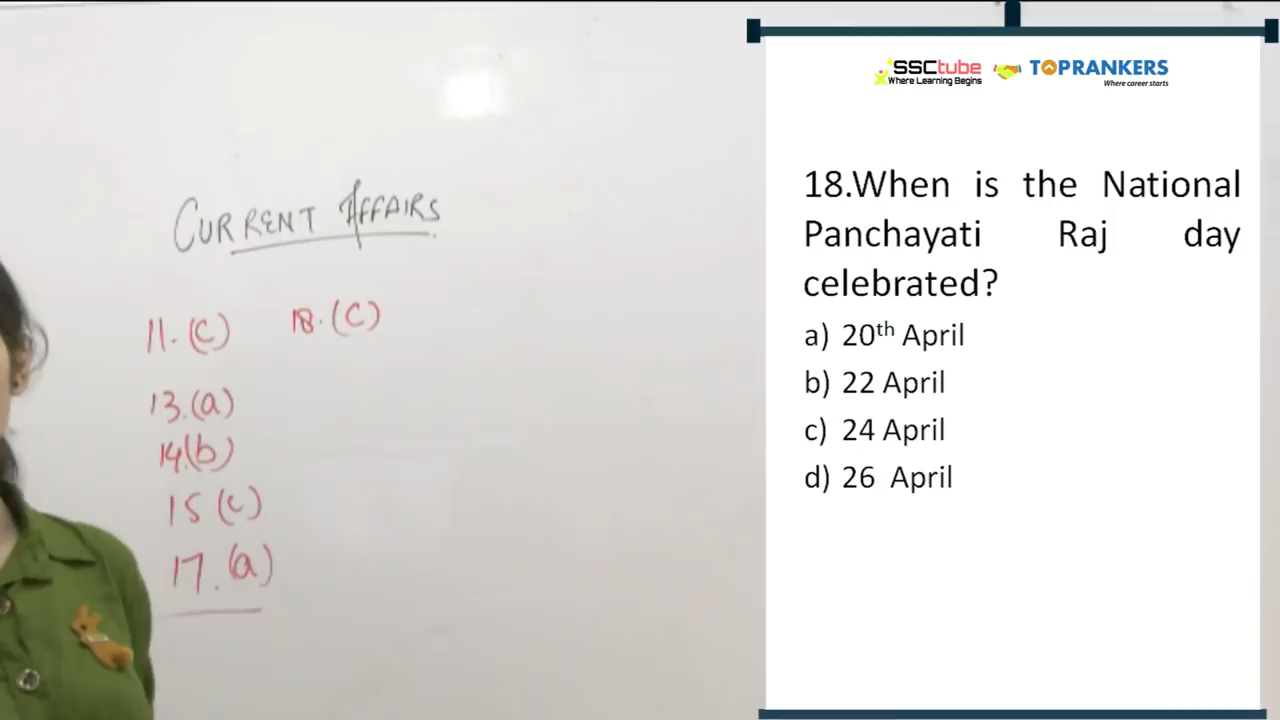 CURRENT AFFAIRS
11. (C)
18. (C)
13. (a)
14. (b)
15 (c)
17. (a)
SSCtube
Where Learning Begins
TOPRANKERS
Where career starts
18.When is the National
Panchayati Raj day
celebrated?
a) 20th April
b) 22 April
c) 24 April
d) 26 April